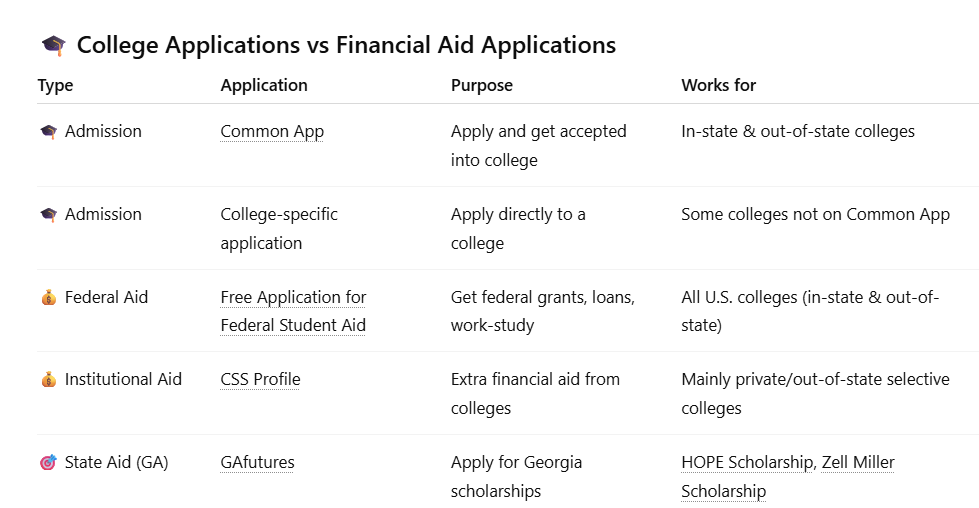 🎓 College Applications vs Financial Aid Applications
Type Application Purpose Works for
🎓 Admission Common App Apply and get accepted In-state & out-of-state colleges
into college
🎓 Admission College-specific Apply directly to a Some colleges not on Common App
application college
💰 Federal Aid Free Application for Get federal grants, loans, All U.S. colleges (in-state & out-of-
Federal Student Aid work-study state)
💰 Institutional Aid CSS Profile Extra financial aid from Mainly private/out-of-state selective
colleges colleges
🎯 State Aid (GA) GAfutures Apply for Georgia HOPE Scholarship, Zell Miller
scholarships Scholarship